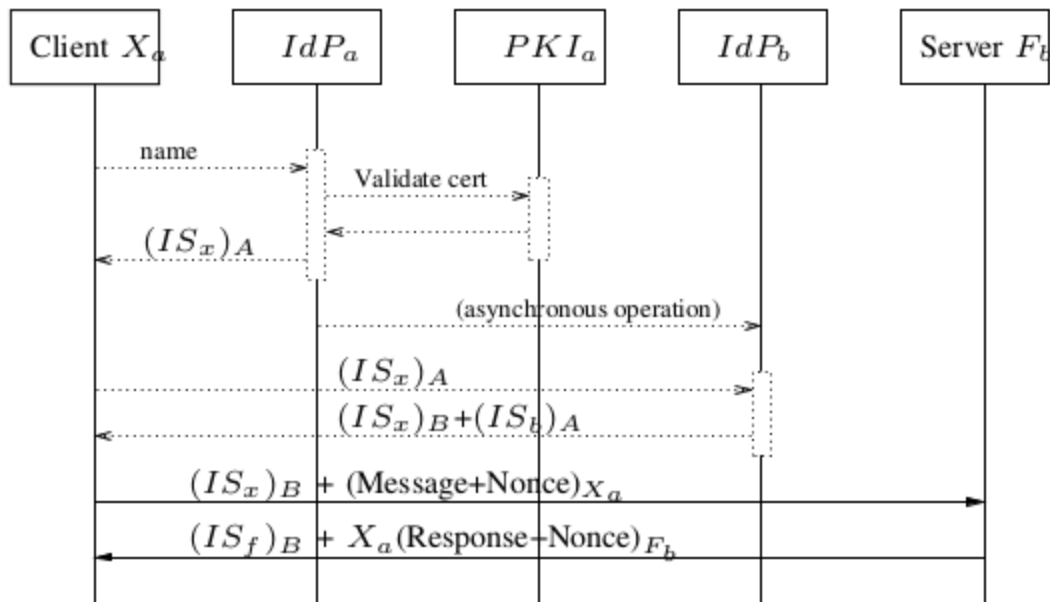 Client X_a
IdP_a
PKI_a
IdP_b
Server F_b
name
Validate cert
(IS_x)_A
(asynchronous operation)
(IS_x)_A
(IS_x)_B+(IS_b)_A
(IS_x)_B + (Message+Nonce)_{X_a}
(IS_f)_B + X_a(Response+Nonce)_{F_b}